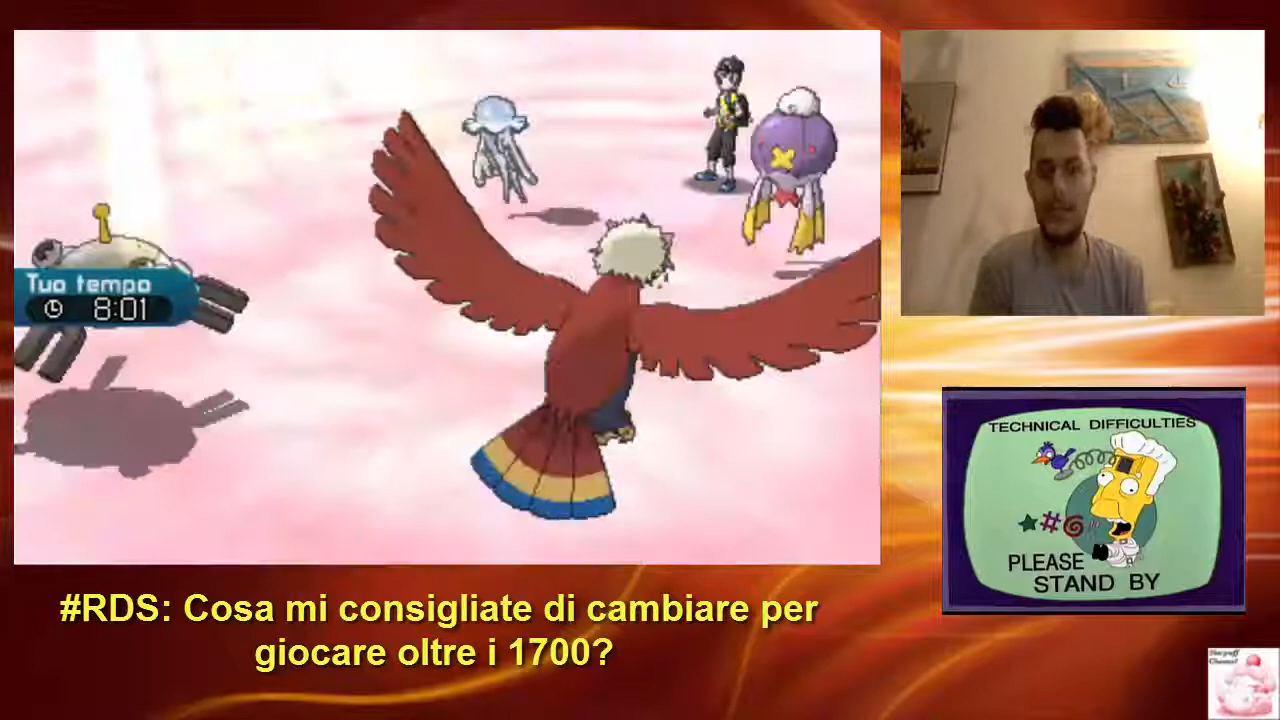 Tuo tempo
8:01
TECHNICAL DIFFICULTIES
PLEASE
STAND BY
#RDS: Cosa mi consigliate di cambiare per
giocare oltre i 1700?